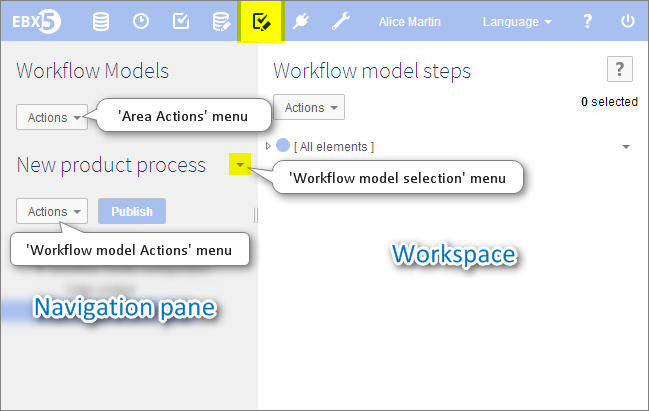 EBX5
Alice Martin
Language
?
Workflow Models
Actions
'Area Actions' menu
New product process
Actions
Publish
'Workflow model Actions' menu
Navigation pane
Workflow model steps
?
Actions
0 selected
[ All elements ]
'Workflow model selection' menu
Workspace